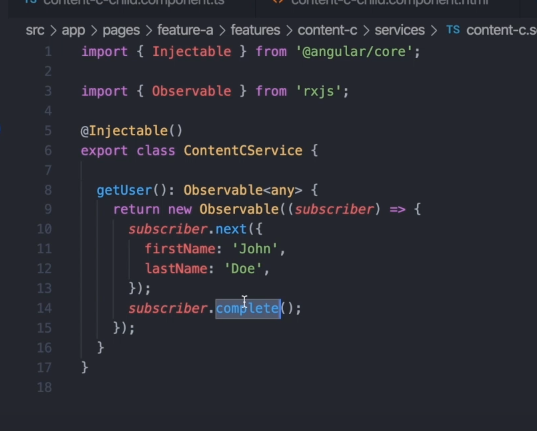 content-c-child.component.ts content-c-child.component.html
src > app > pages > feature-a > features > content-c > services > TS content-c.s
1 import { Injectable } from '@angular/core';
2
3 import { Observable } from 'rxjs';
4
5 @Injectable()
6 export class ContentCService {
7
8 getUser(): Observable<any> {
9 return new Observable((subscriber) => {
10 subscriber.next({
11 firstName: 'John',
12 lastName: 'Doe',
13 });
14 subscriber.complete();
15 });
16 }
17 }
18